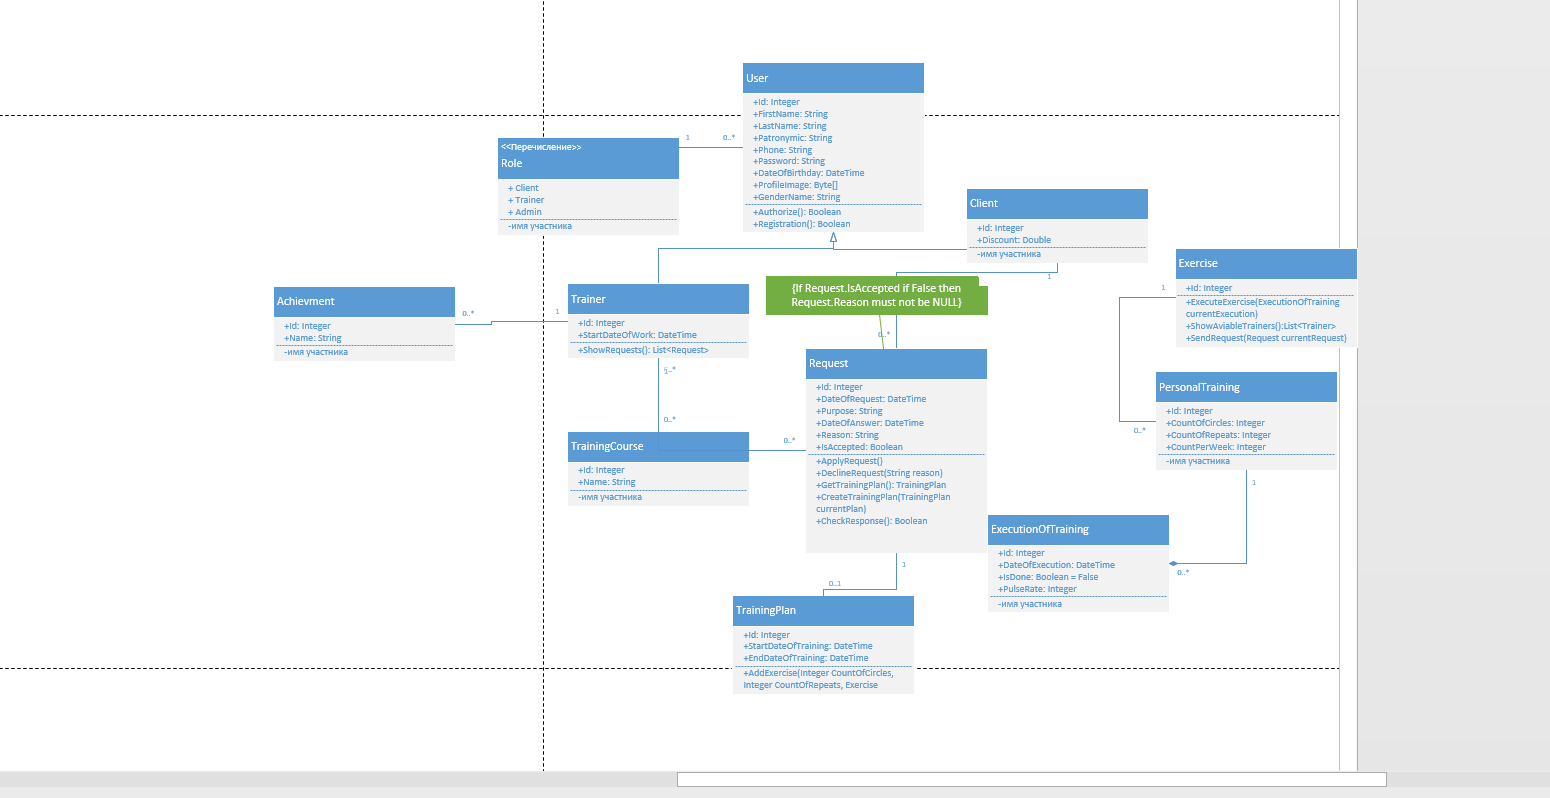 User
+Id: Integer
+FirstName: String
+LastName: String
+Patronymic: String
+Phone: String
+Password: String
+DateOfBirthday: DateTime
+ProfileImage: Byte[]
+GenderName: String
+Authorize(): Boolean
+Registration(): Boolean
1
0..*
<<Перечисление>>
Role
+ Client
+ Trainer
+ Admin
-имя участника
Client
+Id: Integer
+Discount: Double
-имя участника
1
{If Request.IsAccepted if False then
Request.Reason must not be NULL}
0..*
Exercise
+Id: Integer
+ExecuteExercise(ExecutionOfTraining
currentExecution)
+ShowAviableTrainers():List<Trainer>
+SendRequest(Request currentRequest)
1
0..*
Achievment
+Id: Integer
+Name: String
-имя участника
0..*
1
Trainer
+Id: Integer
+StartDateOfWork: DateTime
+ShowRequests(): List<Request>
0..*
TrainingCourse
+Id: Integer
+Name: String
-имя участника
0..*
Request
+Id: Integer
+DateOfRequest: DateTime
+Purpose: String
+DateOfAnswer: DateTime
+Reason: String
+IsAccepted: Boolean
+ApplyRequest()
+DeclineRequest(String reason)
+GetTrainingPlan(): TrainingPlan
+CreateTrainingPlan(TrainingPlan
currentPlan)
+CheckResponse(): Boolean
PersonalTraining
+Id: Integer
+CountOfCircles: Integer
+CountOfRepeats: Integer
+CountPerWeek: Integer
-имя участника
1
0..*
ExecutionOfTraining
+Id: Integer
+DateOfExecution: DateTime
+IsDone: Boolean = False
+PulseRate: Integer
-имя участника
1
0..1
TrainingPlan
+Id: Integer
+StartDateOfTraining: DateTime
+EndDateOfTraining: DateTime
+AddExercise(Integer CountOfCircles,
Integer CountOfRepeats, Exercise